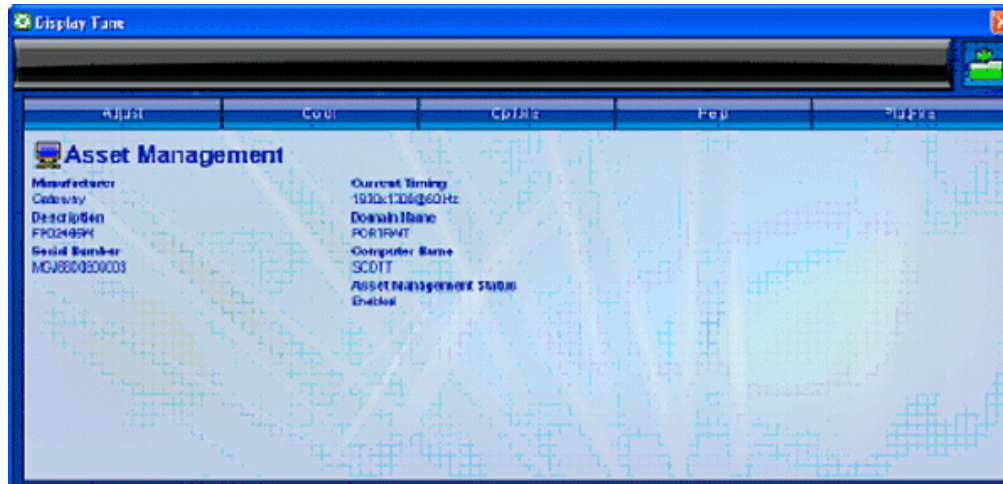 Display Tune
Adjust Color Options Help Plug-ins
Asset Management
Manufacturer
Gateway
Description
Serial Number
Current Timing
Domain Name
PORTRAIT
Computer Name
SCOTT
Asset Management Status
Enabled